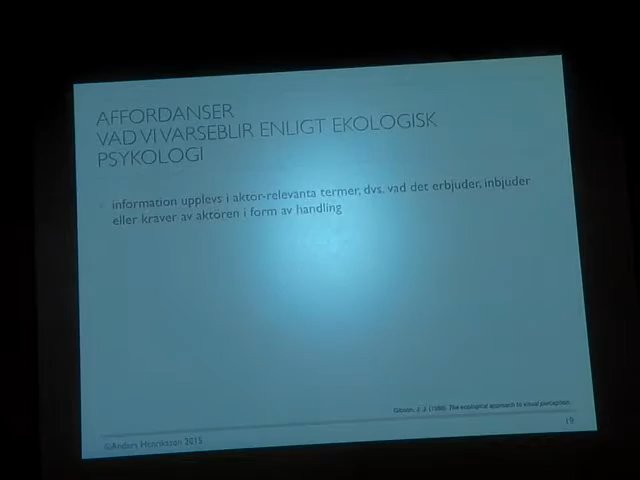 AFFORDANSER
VAD VI VARSEBLIR ENLIGT EKOLOGISK
PSYKOLOGI
information upplevs i aktör-relevanta termer, dvs. vad det erbjuder, inbjuder
eller kräver av aktören i form av handling
Gibson, J. J. The ecological approach to visual perception.
19
©Anders Henriksson 2015